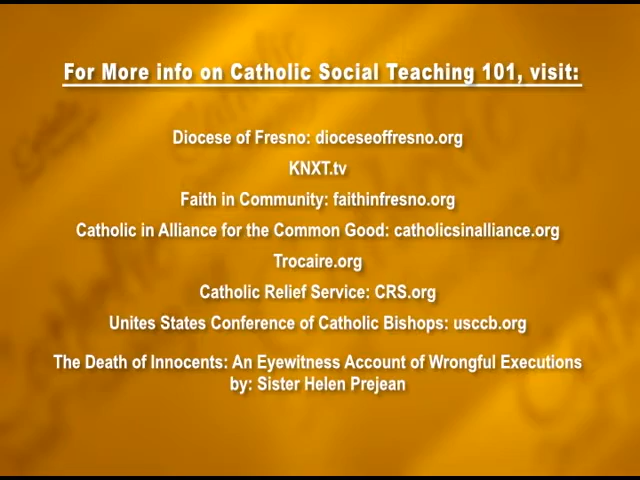 For More info on Catholic Social Teaching 101, visit:
Diocese of Fresno: dioceseoffresno.org
KNXT.tv
Faith in Community: faithinfresno.org
Catholic in Alliance for the Common Good: catholicsinalliance.org
Trocaire.org
Catholic Relief Service: CRS.org
Unites States Conference of Catholic Bishops: usccb.org
The Death of Innocents: An Eyewitness Account of Wrongful Executions
by: Sister Helen Prejean